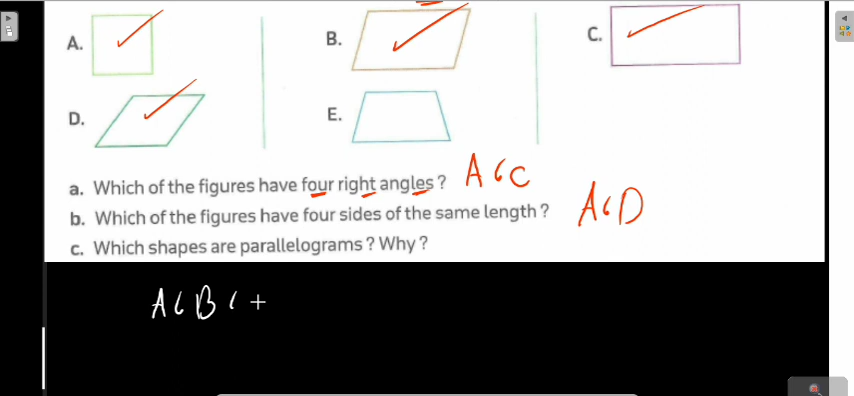 A. B. C.
D. E.
a. Which of the figures have four right angles? A ، C
b. Which of the figures have four sides of the same length? A ، D
c. Which shapes are parallelograms? Why?
A ، B ،